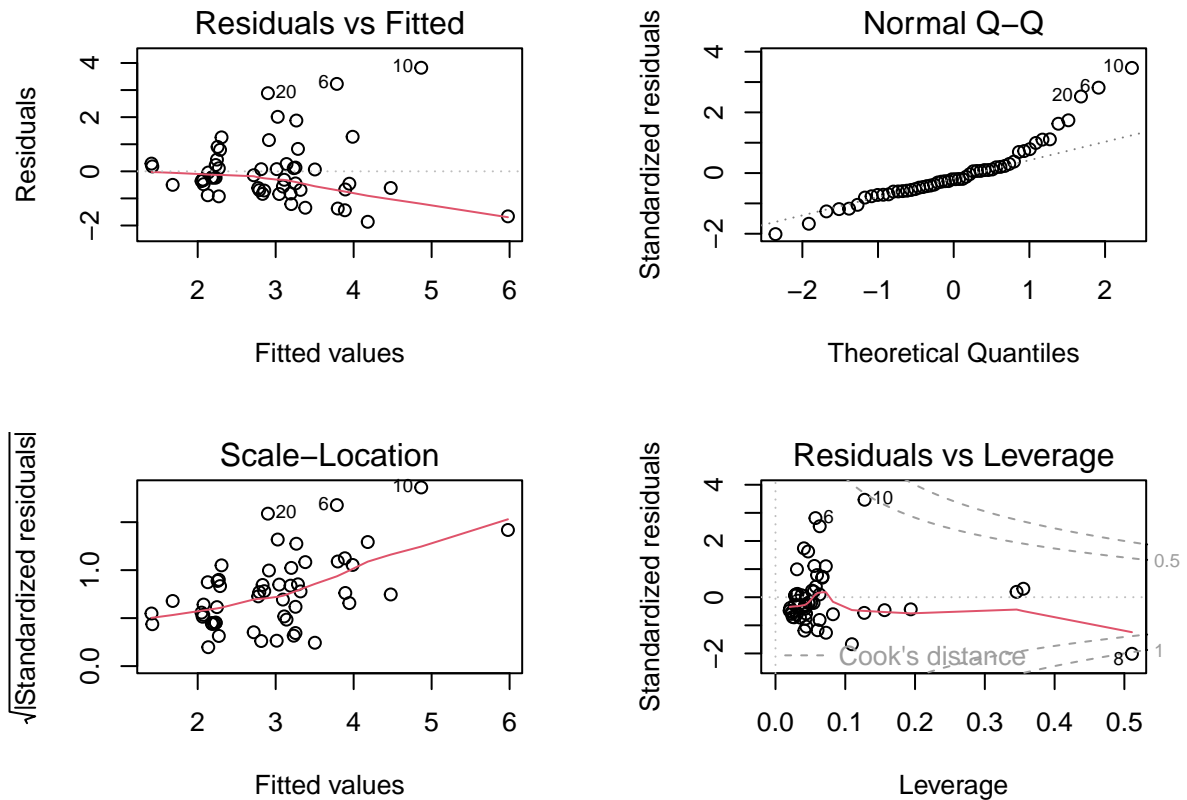 Residuals vs Fitted
Residuals
4
2
0
−2
10
6
20
2 3 4 5 6
Fitted values
Normal Q−Q
Standardized residuals
4
2
0
−2
10
6
20
−2 −1 0 1 2
Theoretical Quantiles
Scale−Location
√|Standardized residuals|
1.0
0.0
10
6
20
2 3 4 5 6
Fitted values
Residuals vs Leverage
Standardized residuals
4
2
0
−2
10
6
0.5
1
8
Cook's distance
0.0 0.1 0.2 0.3 0.4 0.5
Leverage